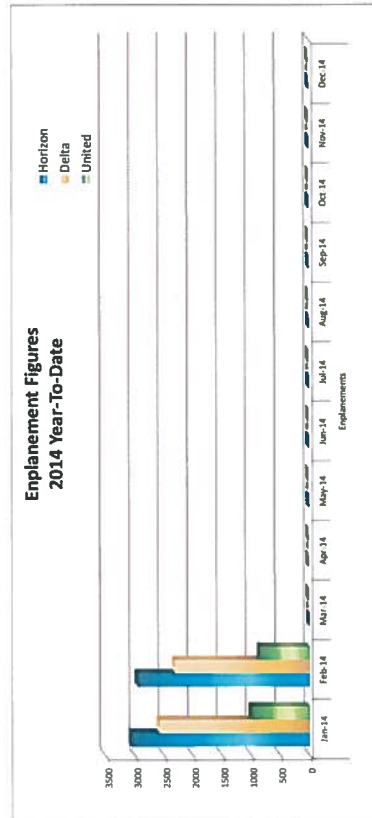 Enplanement Figures
2014 Year-To-Date
Horizon
Delta
United
3500
3000
2500
2000
1500
1000
500
0
Jan-14
Feb-14
Mar-14
Apr-14
May-14
Jun-14
Jul-14
Aug-14
Sep-14
Oct 14
Nov-14
Dec-14
Enplanements